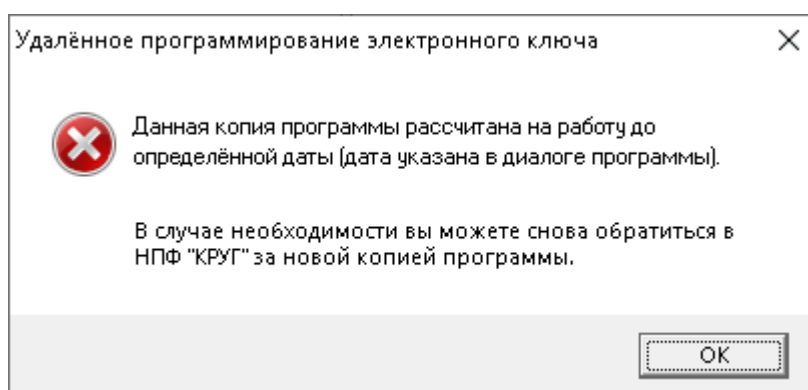 Удалённое программирование электронного ключа
Данная копия программы рассчитана на работу до
определённой даты (дата указана в диалоге программы).
В случае необходимости вы можете снова обратиться в
НПФ "КРУГ" за новой копией программы.
OK